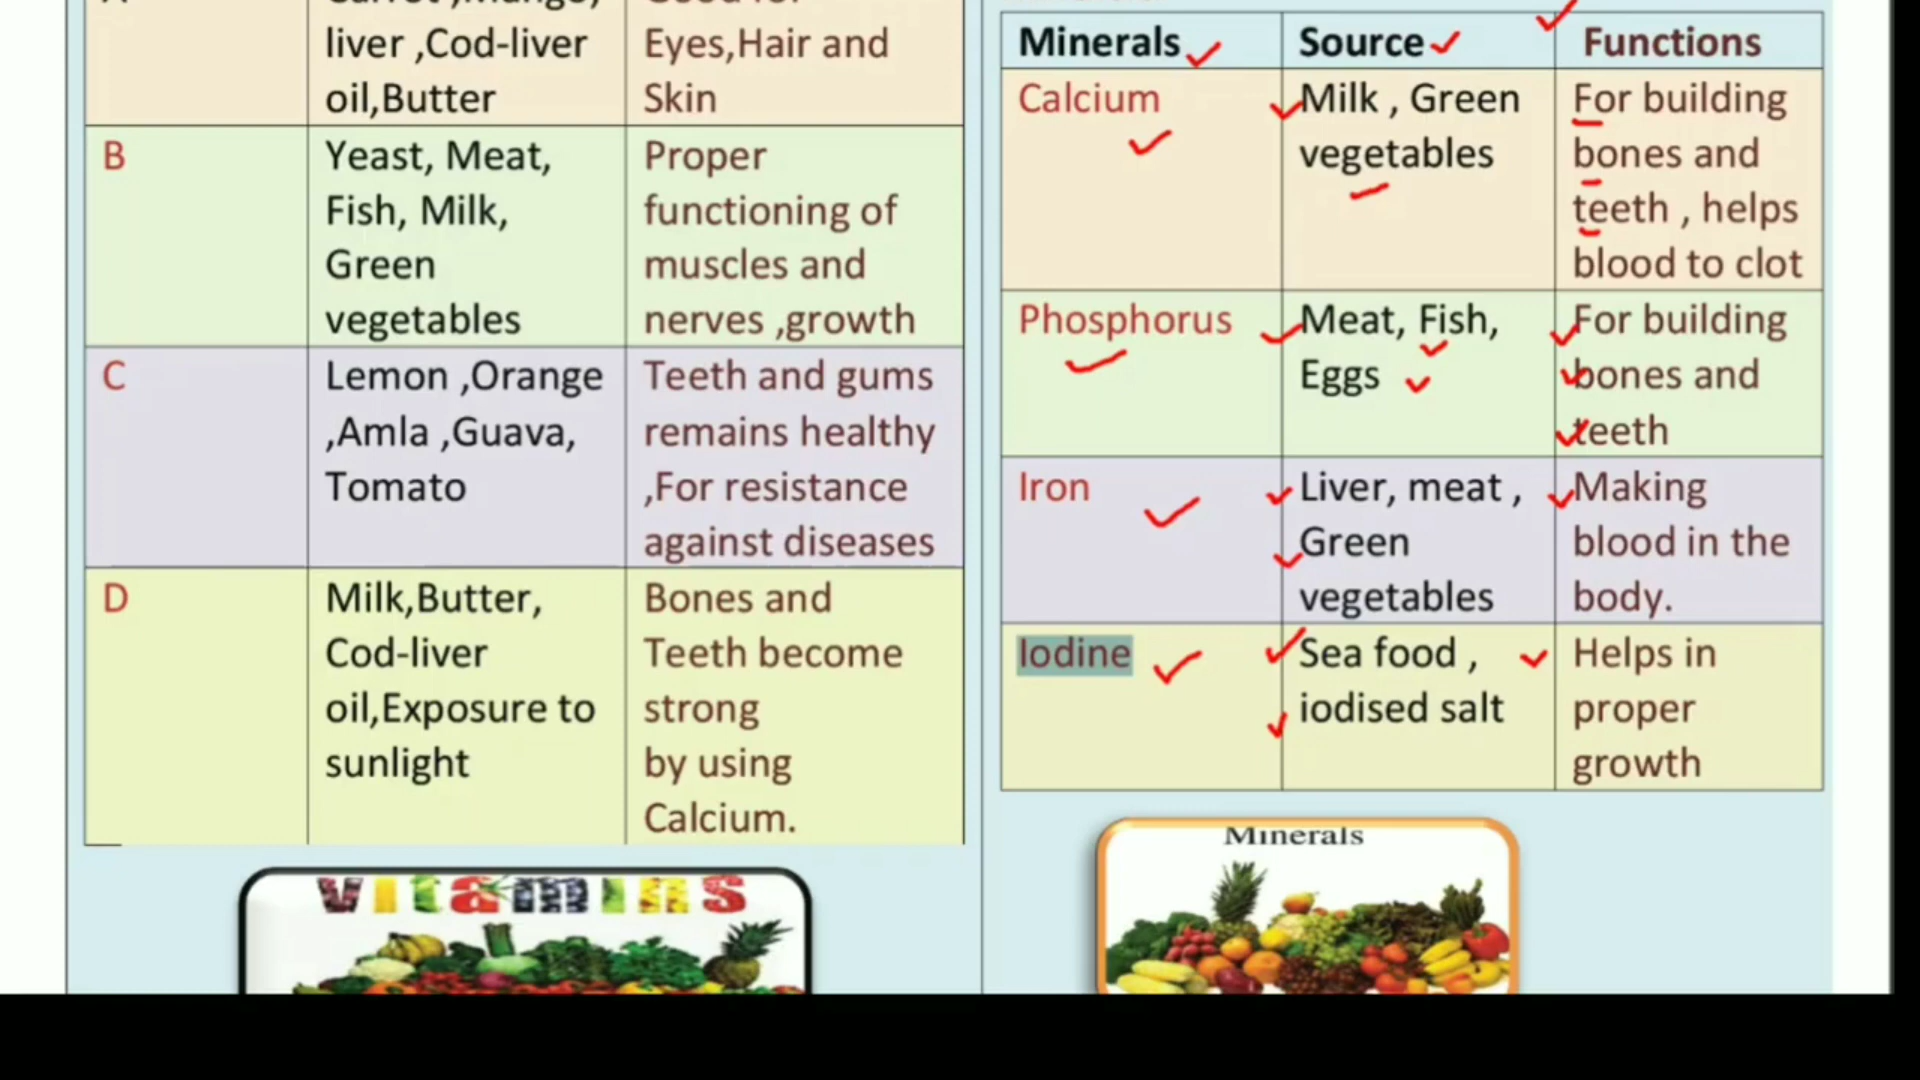 A
Carrot ,Mango,
liver ,Cod-liver
oil,Butter
Used for
Eyes,Hair and
Skin
B
Yeast, Meat,
Fish, Milk,
Green
vegetables
Proper
functioning of
muscles and
nerves ,growth
C
Lemon ,Orange
,Amla ,Guava,
Tomato
Teeth and gums
remains healthy
,For resistance
against diseases
D
Milk,Butter,
Cod-liver
oil,Exposure to
sunlight
Bones and
Teeth become
strong
by using
Calcium.
vitamins
Minerals
Source
Functions
Calcium
Milk , Green
vegetables
For building
bones and
teeth , helps
blood to clot
Phosphorus
Meat, Fish,
Eggs
For building
bones and
teeth
Iron
Liver, meat ,
Green
vegetables
Making
blood in the
body.
Iodine
Sea food ,
iodised salt
Helps in
proper
growth
Minerals